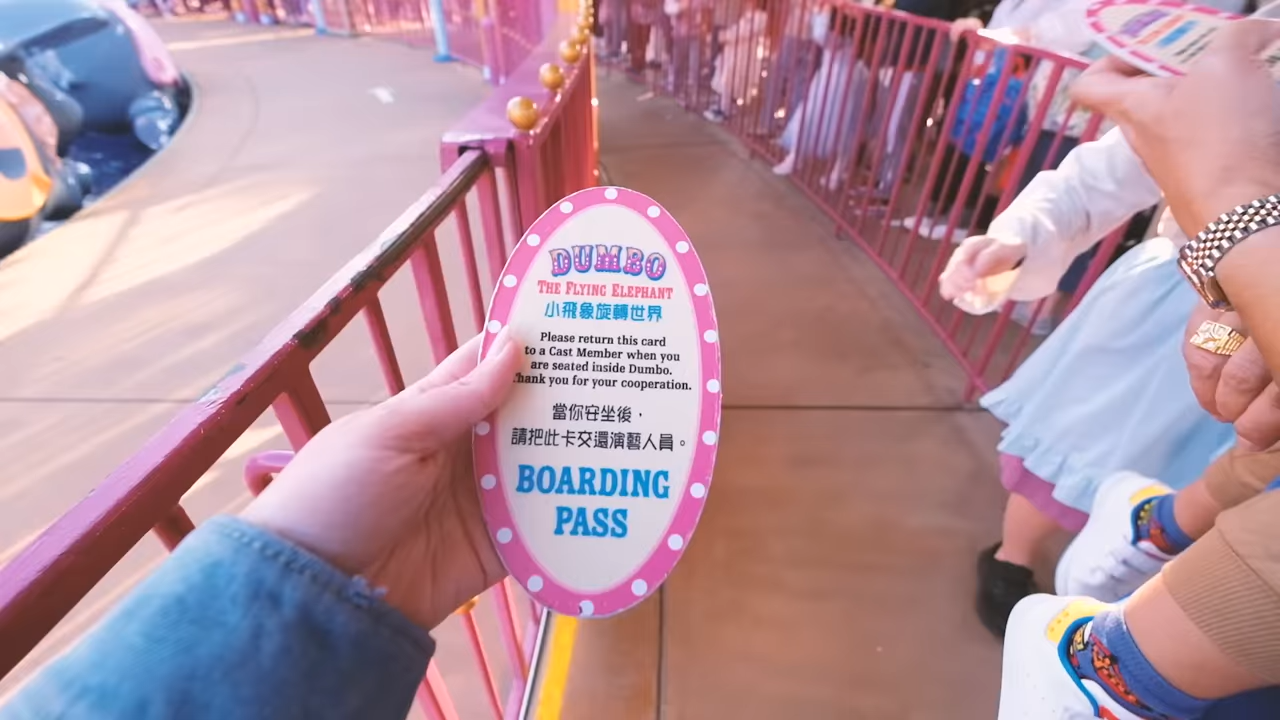 DUMBO
THE FLYING ELEPHANT
小飛象旋轉世界
Please return this card
to a Cast Member when you
are seated inside Dumbo.
Thank you for your cooperation.
當你安坐後，
請把此卡交還演藝人員。
BOARDING
PASS